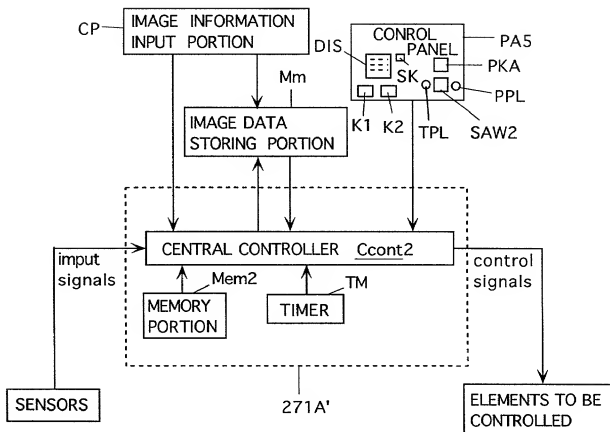 CP
IMAGE INFORMATION
INPUT PORTION
CONROL
PANEL
DIS
SK
PA5
PKA
PPL
K1
K2
TPL
SAW2
Mm
IMAGE DATA
STORING PORTION
imput
signals
CENTRAL CONTROLLER Ccont2
control
signals
Mem2
MEMORY
PORTION
TM
TIMER
SENSORS
271A'
ELEMENTS TO BE
CONTROLLED